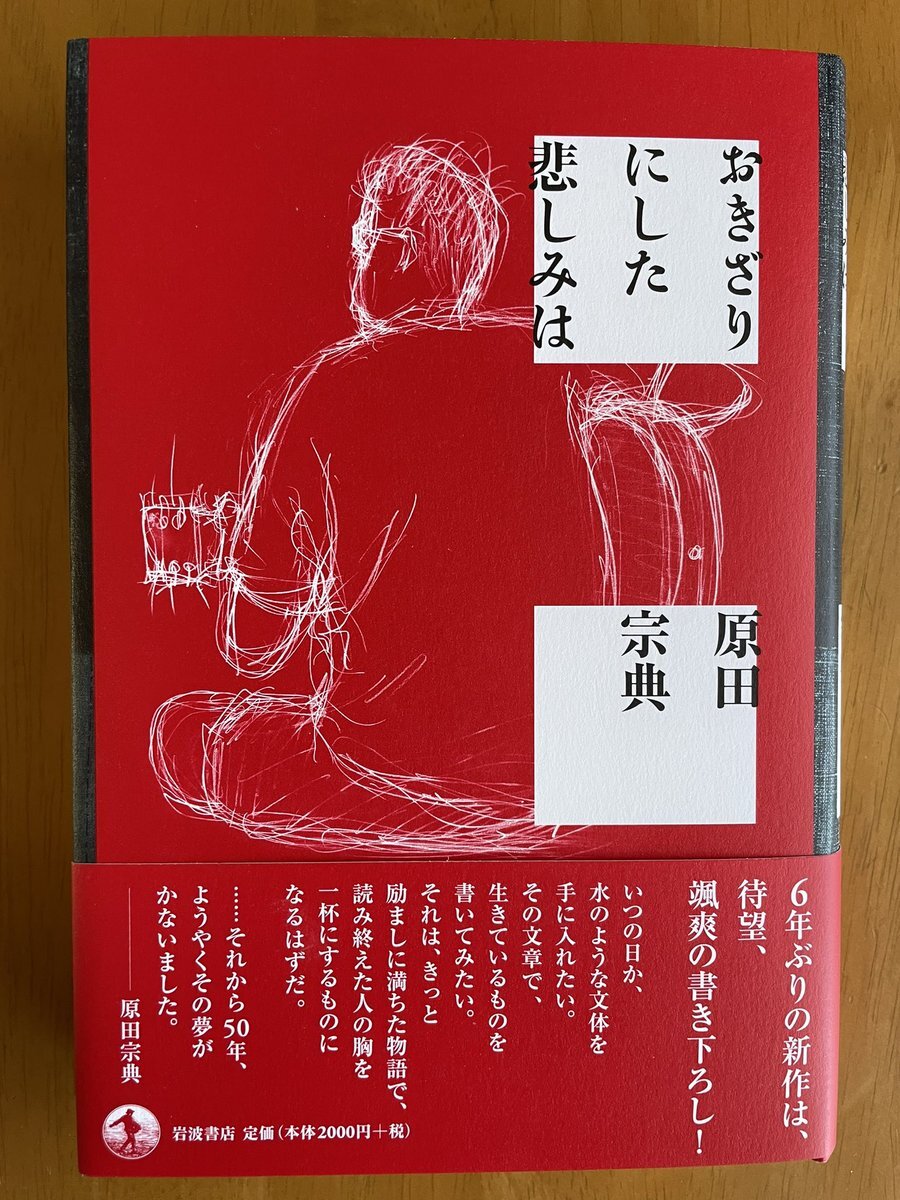 おきざり
にした
悲しみは
原田
宗典
6年ぶりの新作は、
待望、
颯爽の書き下ろし!
いつの日か、
水のような文体を
手に入れたい。
その文章で、
生きているものを
書いてみたい。
それは、きっと
励ましに満ちた物語で、
読み終えた人の胸を
一杯にするものに
なるはずだ。
……それから50年、
ようやくその夢が
かないました。
――原田宗典
岩波書店 定価(本体2000円+税)